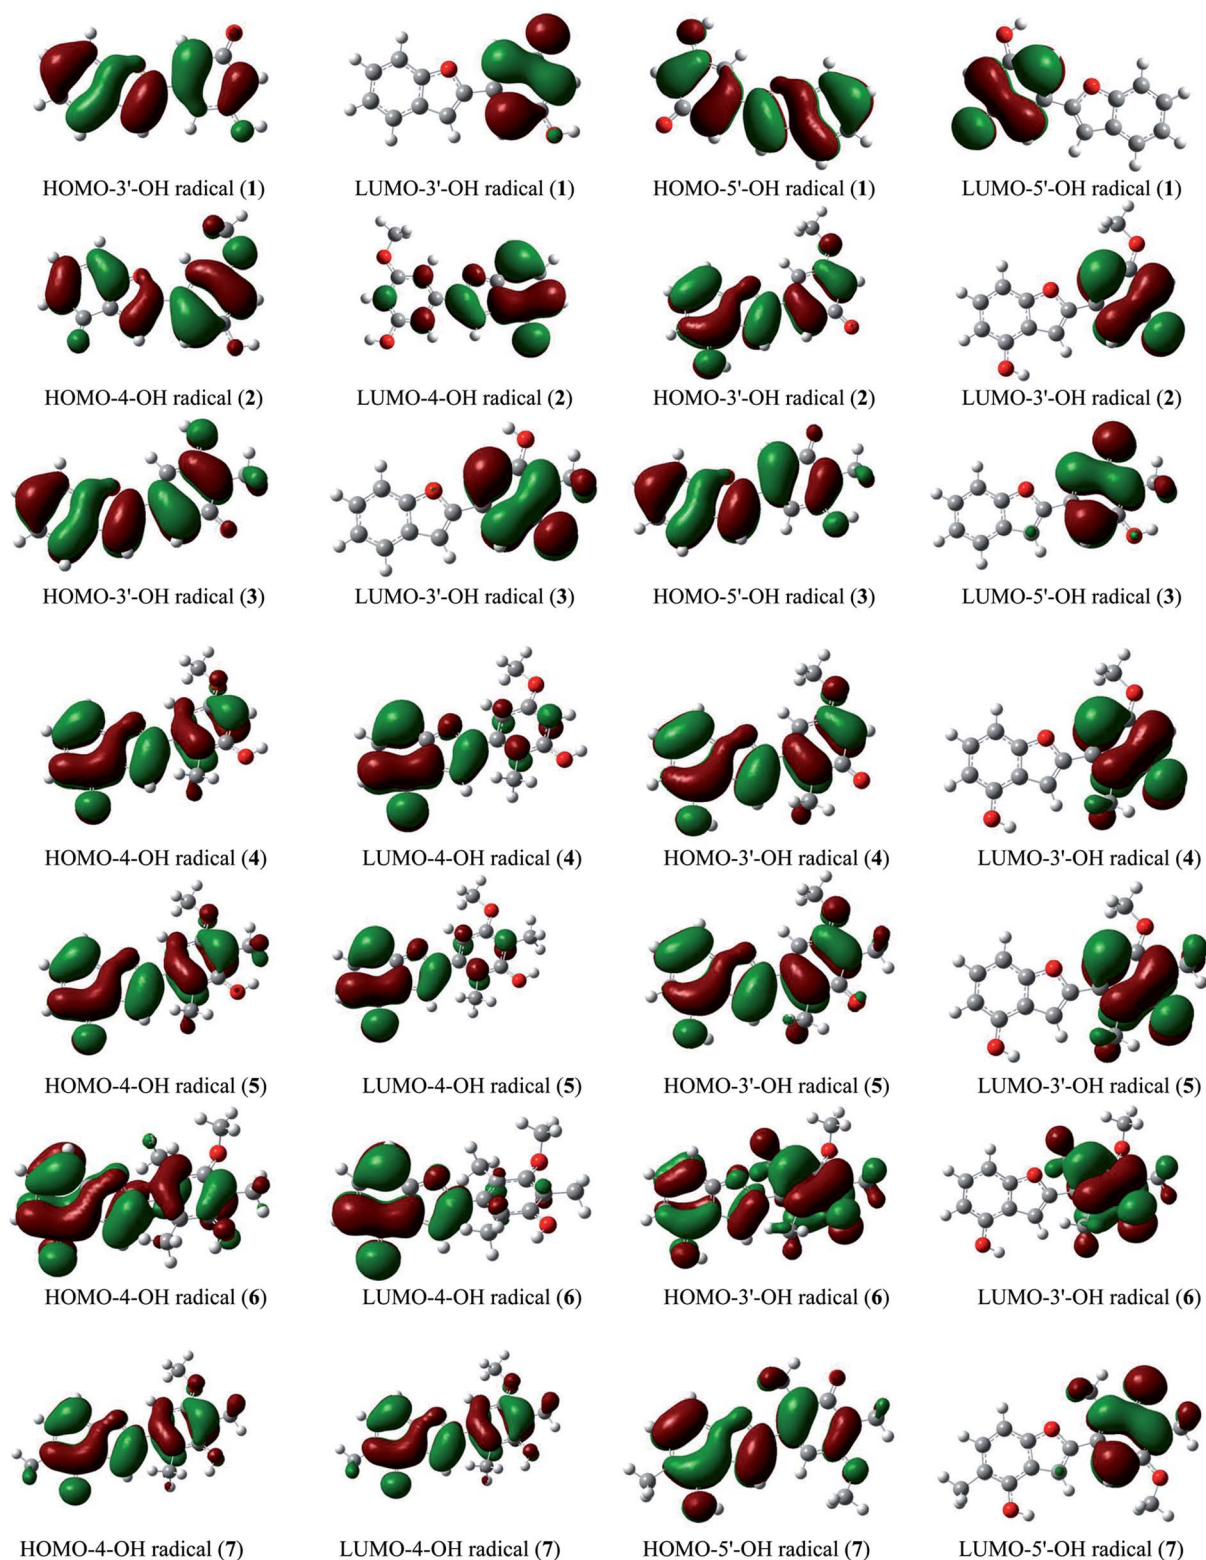 HOMO-3'-OH radical (1) LUMO-3'-OH radical (1) HOMO-5'-OH radical (1) LUMO-5'-OH radical (1)
HOMO-4-OH radical (2) LUMO-4-OH radical (2) HOMO-3'-OH radical (2) LUMO-3'-OH radical (2)
HOMO-3'-OH radical (3) LUMO-3'-OH radical (3) HOMO-5'-OH radical (3) LUMO-5'-OH radical (3)
HOMO-4-OH radical (4) LUMO-4-OH radical (4) HOMO-3'-OH radical (4) LUMO-3'-OH radical (4)
HOMO-4-OH radical (5) LUMO-4-OH radical (5) HOMO-3'-OH radical (5) LUMO-3'-OH radical (5)
HOMO-4-OH radical (6) LUMO-4-OH radical (6) HOMO-3'-OH radical (6) LUMO-3'-OH radical (6)
HOMO-4-OH radical (7) LUMO-4-OH radical (7) HOMO-5'-OH radical (7) LUMO-5'-OH radical (7)